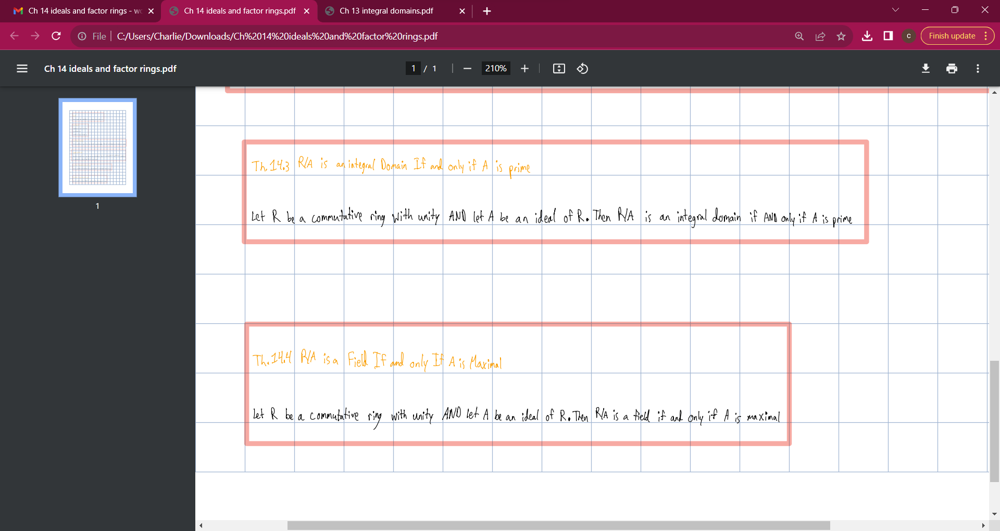 Ch 14 ideals and factor rings - wo
Ch 14 ideals and factor rings.pdf
Ch 13 integral domains.pdf
File
C:/Users/Charlie/Downloads/Ch%2014%20ideals%20and%20factor%20rings.pdf
C
Finish update
Ch 14 ideals and factor rings.pdf
1 / 1
210%
1
Th.14.3 R/A is an integral Domain If and only if A is prime
Let R be a commutative ring with unity AND let A be an ideal of R. Then R/A is an integral domain if AND only if A is prime
Th.14.4 R/A is a Field If and only If A is Maximal
Let R be a commutative ring with unity AND let A be an ideal of R. Then R/A is a field if and only if A is maximal